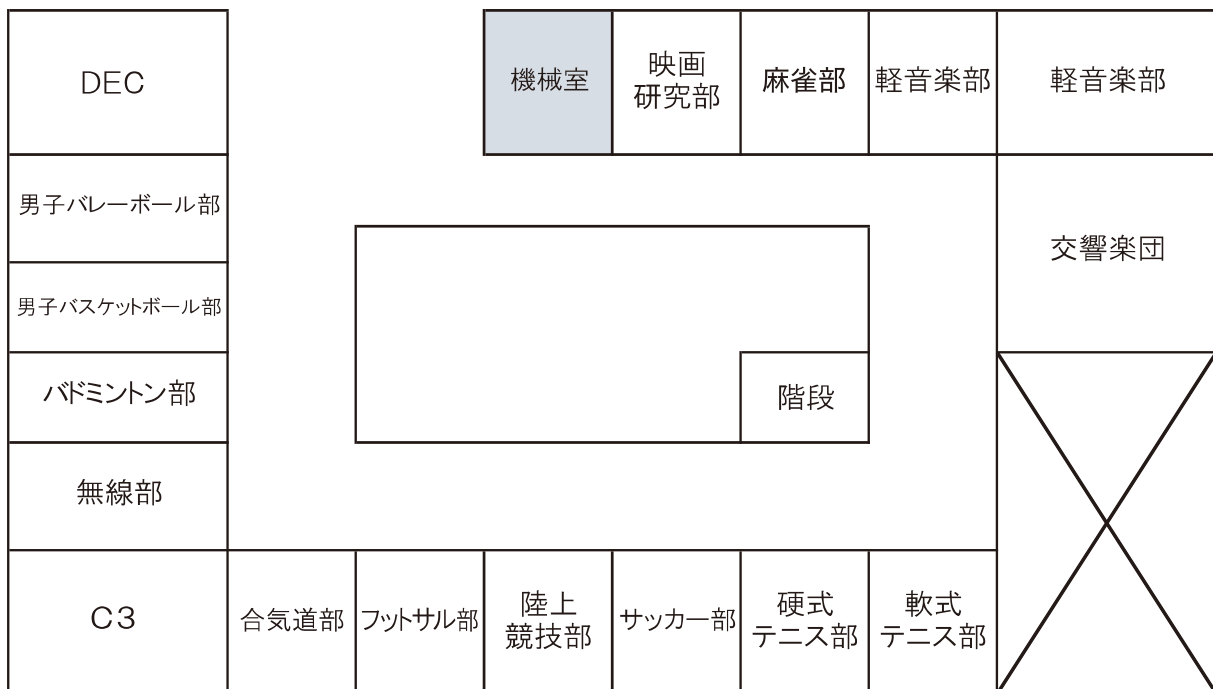 DEC
機械室
映画
研究部
麻雀部
軽音楽部
軽音楽部
男子バレーボール部
交響楽団
男子バスケットボール部
バドミントン部
階段
無線部
C3
合気道部
フットサル部
陸上
競技部
サッカー部
硬式
テニス部
軟式
テニス部